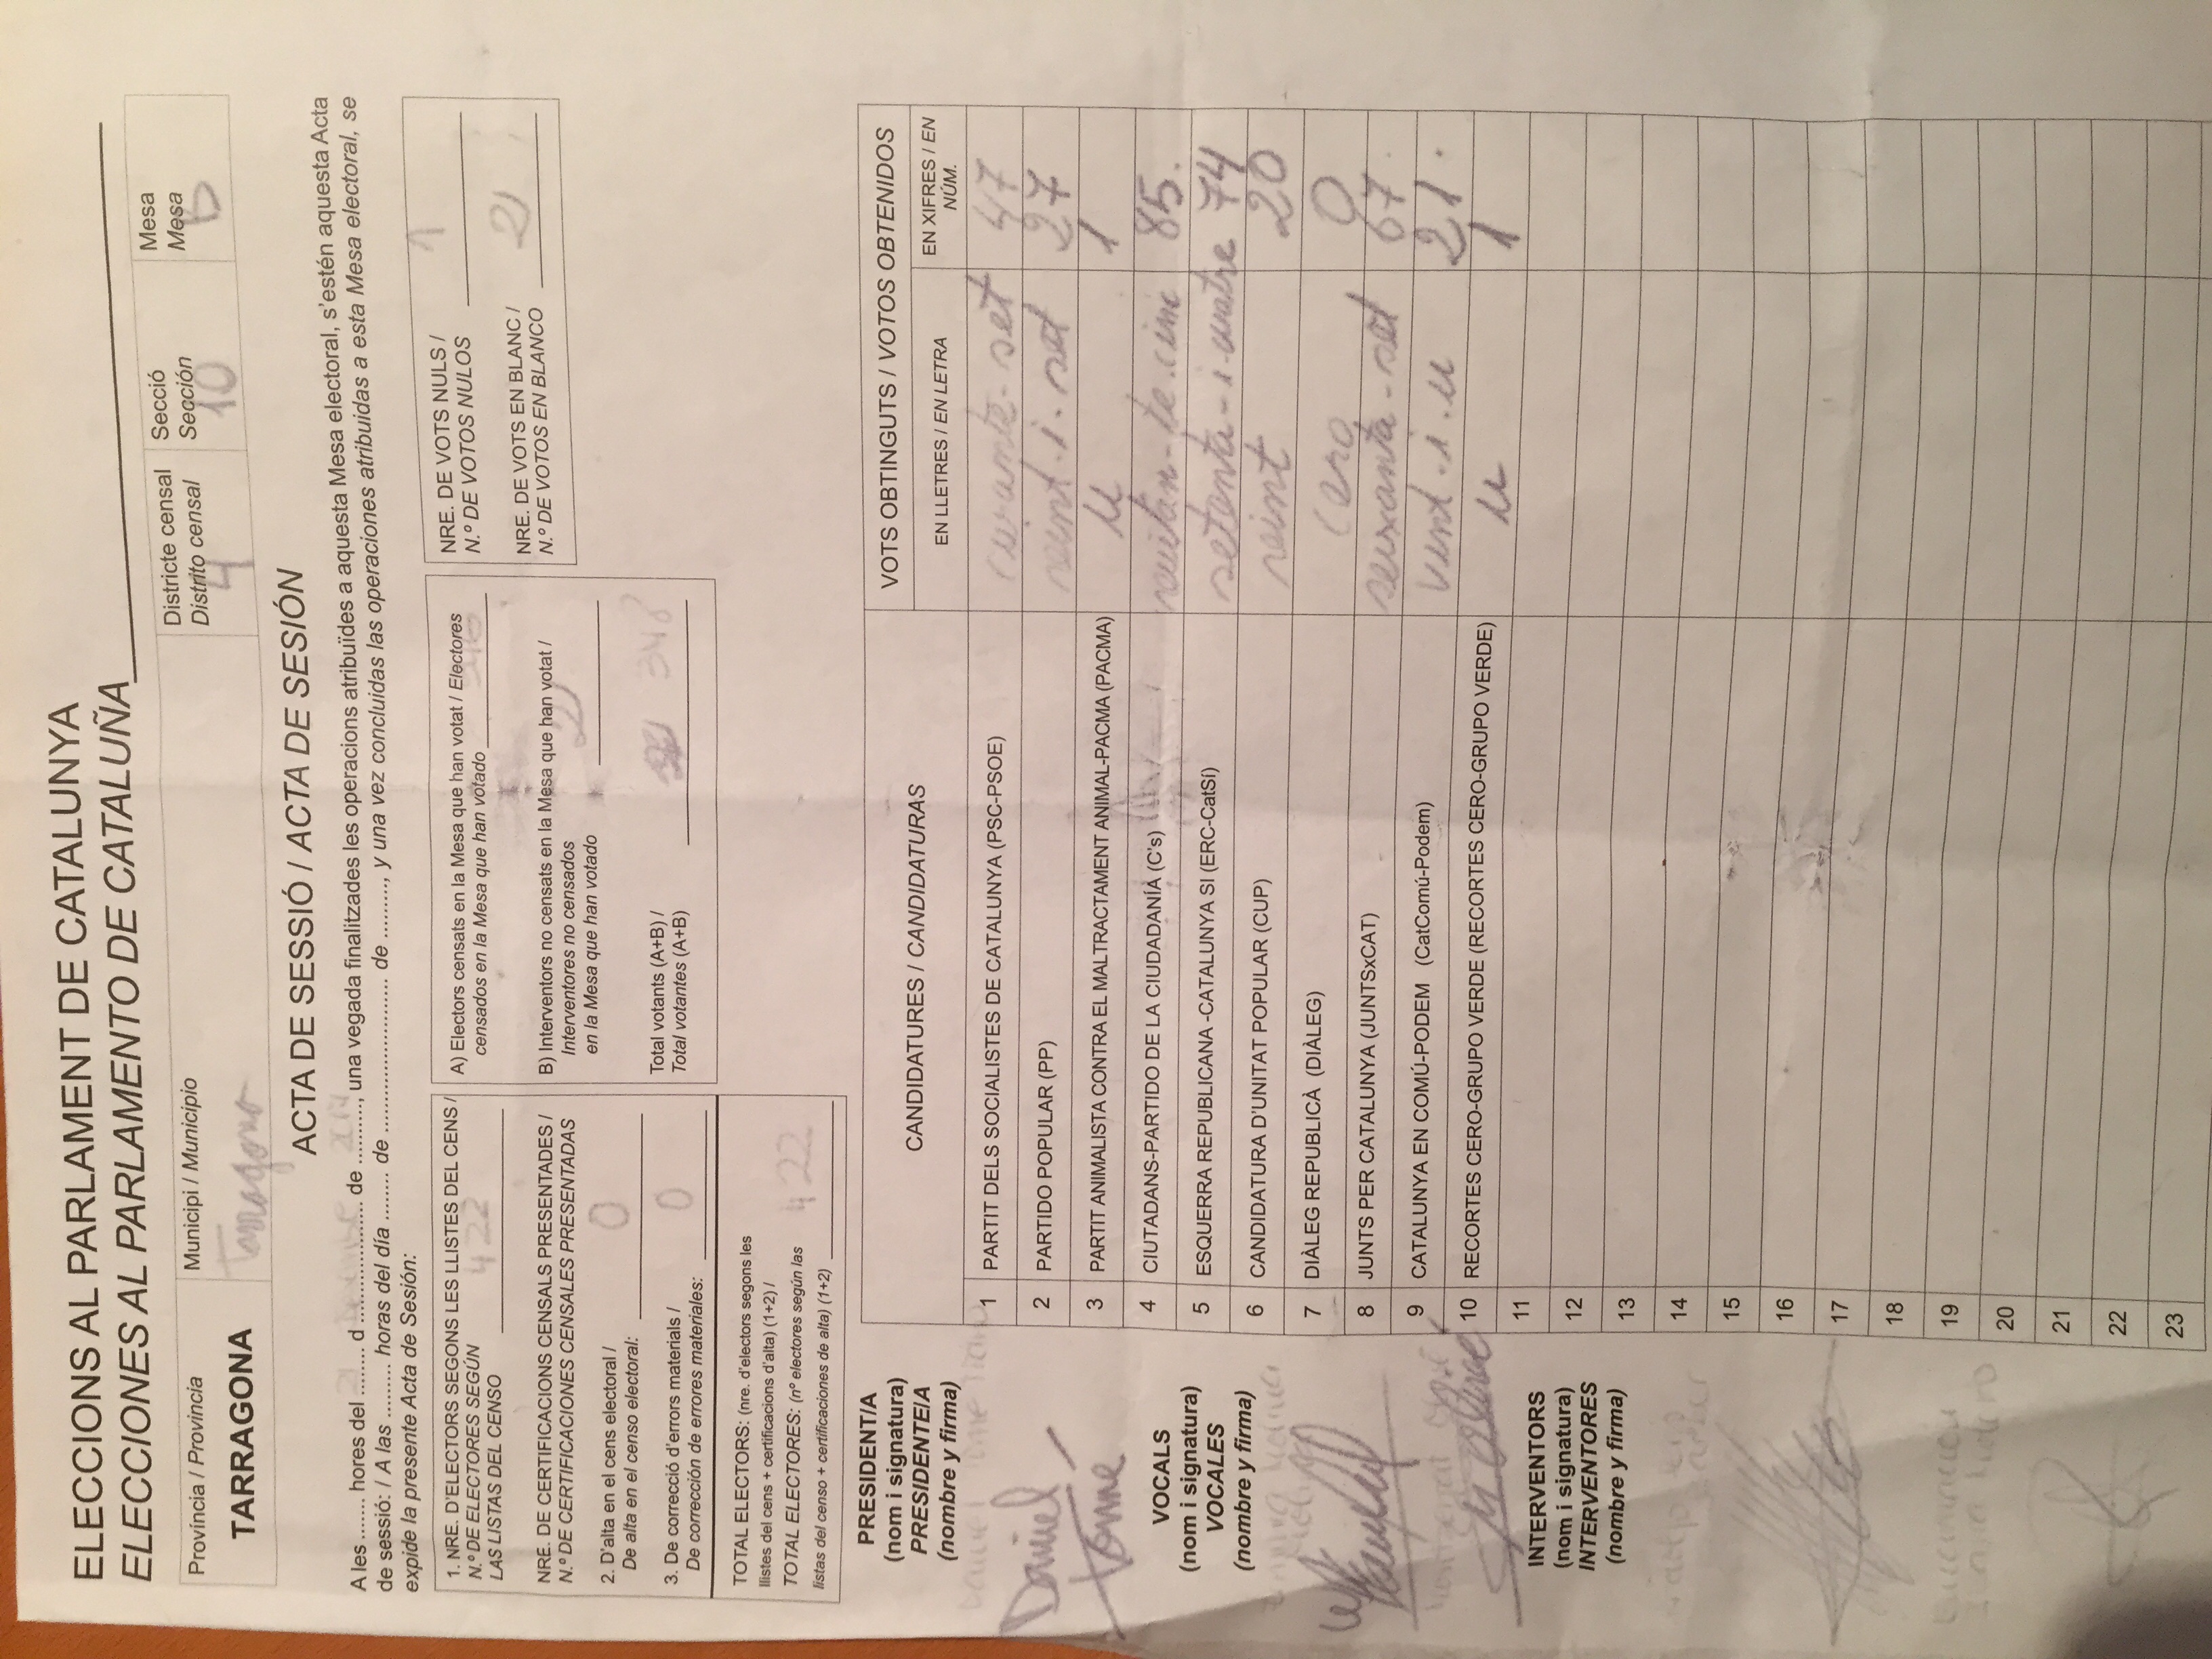 ELECCIONS AL PARLAMENT DE CATALUNYA
ELECCIONES AL PARLAMENTO DE CATALUÑA
Província / Provincia
TARRAGONA
Municipi / Municipio
Tarragona
Districte censal
Distrito censal
4
Secció
Sección
10
Mesa
Mesa
B
ACTA DE SESSIÓ / ACTA DE SESIÓN
A les ....... hores del 21 d Desembre de 2017, una vegada finalitzades les operacions atribuïdes a aquesta Mesa electoral, s'estén aquesta Acta
de sessió: / A las ......... horas del día ........ de ............................ de ........., y una vez concluidas las operaciones atribuidas a esta Mesa electoral, se
expide la presente Acta de Sesión:
1. NRE. D'ELECTORS SEGONS LES LLISTES DEL CENS /
N.º DE ELECTORES SEGÚN
LAS LISTAS DEL CENSO 422
NRE. DE CERTIFICACIONS CENSALS PRESENTADES /
N.º DE CERTIFICACIONES CENSALES PRESENTADAS
2. D'alta en el cens electoral /
De alta en el censo electoral: 0
3. De correcció d'errors materials /
De corrección de errores materiales: 0
TOTAL ELECTORS: (nre. d'electors segons les
llistes del cens + certificacions d'alta) (1+2) /
TOTAL ELECTORES: (nº electores según las
listas del censo + certificaciones de alta) (1+2) 422
A) Electors censats en la Mesa que han votat / Electores
censados en la Mesa que han votado 346
B) Interventors no censats en la Mesa que han votat /
Interventores no censados
en la Mesa que han votado 2
Total votants (A+B) /
Total votantes (A+B) 348
NRE. DE VOTS NULS /
N.º DE VOTOS NULOS 1
NRE. DE VOTS EN BLANC /
N.º DE VOTOS EN BLANCO 2
PRESIDENT/A
(nom i signatura)
PRESIDENTE/A
(nombre y firma)
Daniel Tomé
Daniel
Tomé
VOCALS
(nom i signatura)
VOCALES
(nombre y firma)
Molina
Montserrat
INTERVENTORS
(nom i signatura)
INTERVENTORES
(nombre y firma)
CANDIDATURES / CANDIDATURAS
VOTS OBTINGUTS / VOTOS OBTENIDOS
EN LLETRES / EN LETRA
EN XIFRES / EN
NÚM.
1 PARTIT DELS SOCIALISTES DE CATALUNYA (PSC-PSOE) curanta-set 47
2 PARTIDO POPULAR (PP) veint-i-set 27
3 PARTIT ANIMALISTA CONTRA EL MALTRACTAMENT ANIMAL-PACMA (PACMA) u 1
4 CIUTADANS-PARTIDO DE LA CIUDADANÍA (C's) 85.
5 ESQUERRA REPUBLICANA -CATALUNYA SI (ERC-CatSí) setenta-i-cuatre 74
6 CANDIDATURA D'UNITAT POPULAR (CUP) veint 20
7 DIÀLEG REPUBLICÀ (DIÀLEG) cero 0
8 JUNTS PER CATALUNYA (JUNTSxCAT) seixanta-set 67
9 CATALUNYA EN COMÚ-PODEM (CatComú-Podem) vint-i-u 21
10 RECORTES CERO-GRUPO VERDE (RECORTES CERO-GRUPO VERDE) u 1
11
12
13
14
15
16
17
18
19
20
21
22
23